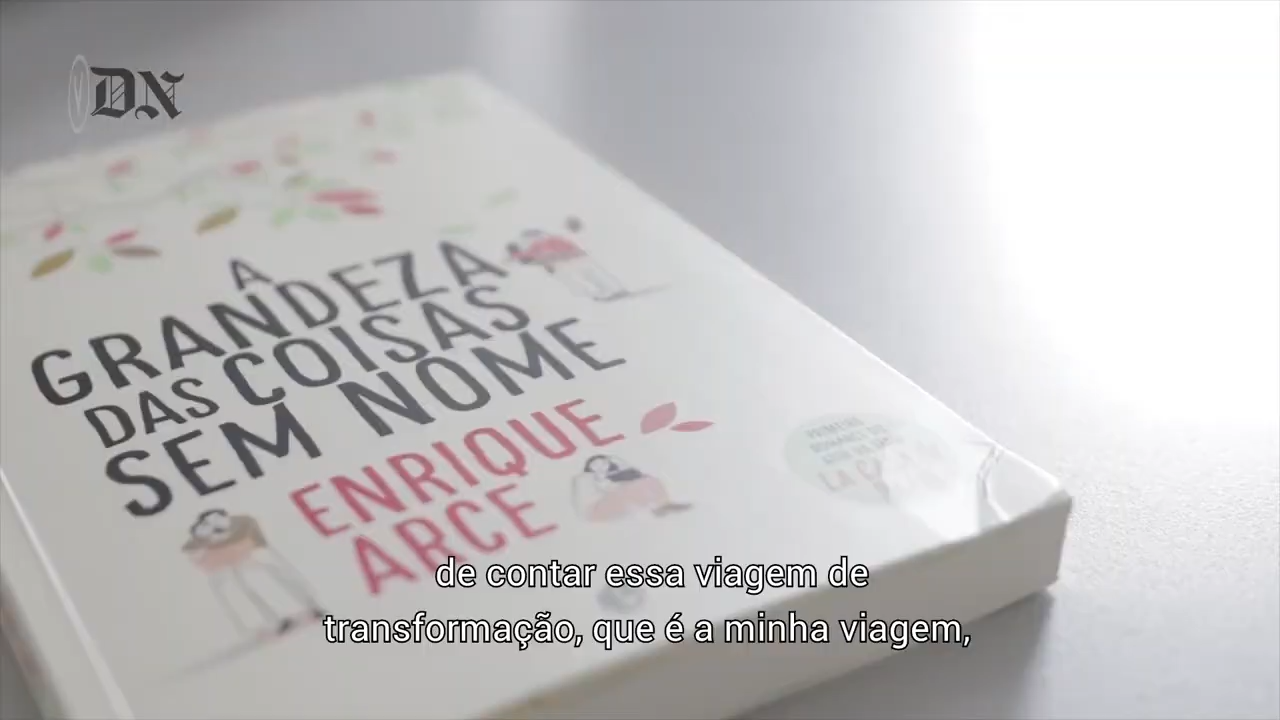 DN
A
GRANDEZA
DAS COISAS
SEM NOME
ENRIQUE
ARCE
de contar essa viagem de
transformação, que é a minha viagem,